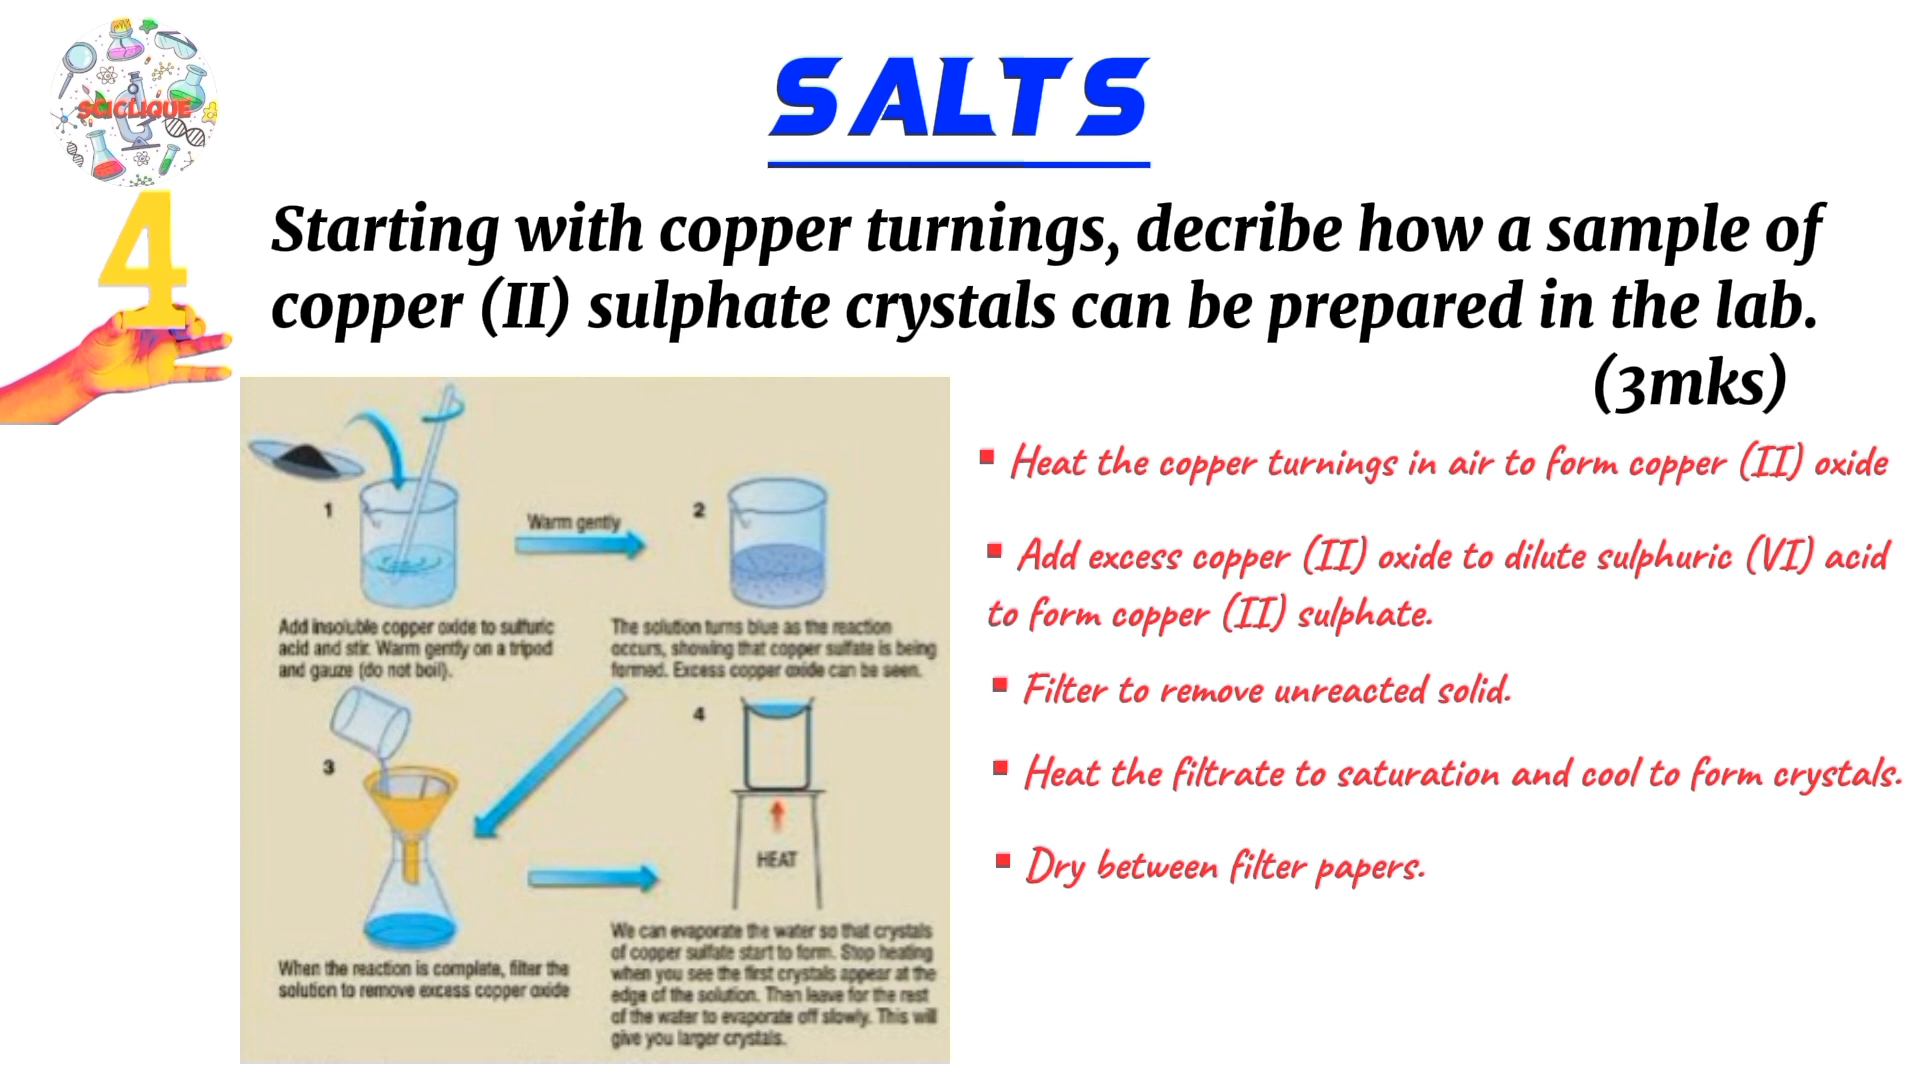 SCICLIQUE
SALTS
4
Starting with copper turnings, decribe how a sample of
copper (II) sulphate crystals can be prepared in the lab.
(3mks)
1
Warm gently
2
Add insoluble copper oxide to sulfuric
acid and stir. Warm gently on a tripod
and gauze (do not boil).
The solution turns blue as the reaction
occurs, showing that copper sulfate is being
formed. Excess copper oxide can be seen.
3
4
HEAT
When the reaction is complete, filter the
solution to remove excess copper oxide
We can evaporate the water so that crystals
of copper sulfate start to form. Stop heating
when you see the first crystals appear at the
edge of the solution. Then leave for the rest
of the water to evaporate off slowly. This will
give you larger crystals.
▪ Heat the copper turnings in air to form copper (II) oxide
▪ Add excess copper (II) oxide to dilute sulphuric (VI) acid
to form copper (II) sulphate.
▪ Filter to remove unreacted solid.
▪ Heat the filtrate to saturation and cool to form crystals.
▪ Dry between filter papers.